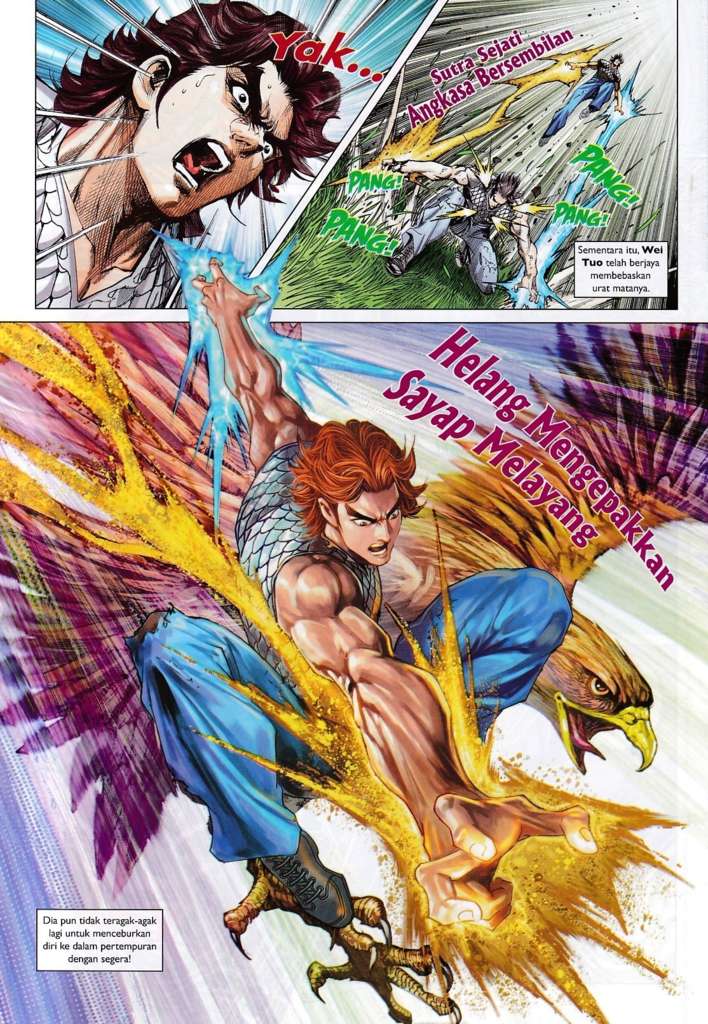 Yak...
Sutra Sejati
Angkasa Bersembilan
PANG!
PANG!
PANG!
PANG!
Sementara itu, Wei
Tuo telah berjaya
membebaskan
urat matanya.
Helang Mengepakkan
Sayap Melayang
Dia pun tidak teragak-agak
lagi untuk menceburkan
diri ke dalam pertempuran
dengan segera!